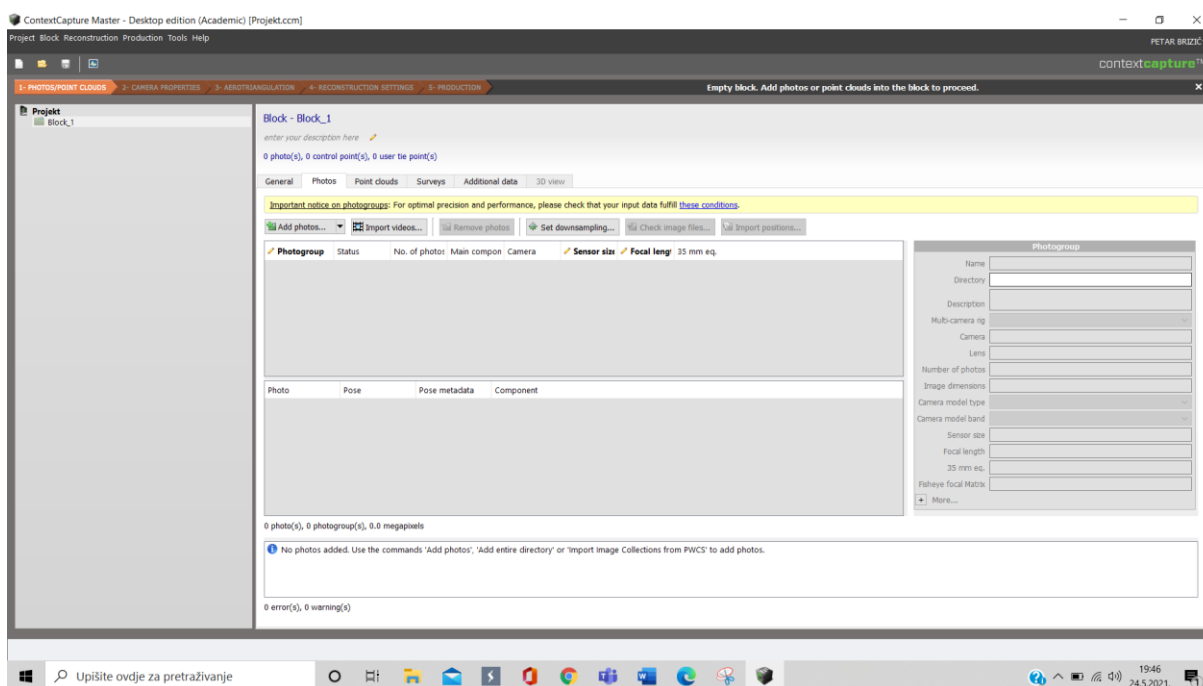 ContextCapture Master - Desktop edition (Academic) [Projekt.ccm]
Project Block Reconstruction Production Tools Help
PETAR BRIZIĆ
contextcapture™
1- PHOTOS/POINT CLOUDS 2- CAMERA PROPERTIES 3- AEROTRIANGULATION 4- RECONSTRUCTION SETTINGS 5- PRODUCTION Empty block. Add photos or point clouds into the block to proceed.
Projekt
Block_1
Block - Block_1
enter your description here
0 photo(s), 0 control point(s), 0 user tie point(s)
General Photos Point clouds Surveys Additional data 3D view
Important notice on photogroups: For optimal precision and performance, please check that your input data fulfill these conditions.
Add photos... Import videos... Remove photos Set downsampling... Check image files... Import positions...
Photogroup Status No. of photos Main compon Camera Sensor size Focal leng 35 mm eq.
Photo Pose Pose metadata Component
0 photo(s), 0 photogroup(s), 0.0 megapixels
No photos added. Use the commands 'Add photos', 'Add entire directory' or 'Import Image Collections from PWCS' to add photos.
0 error(s), 0 warning(s)
Photogroup
Name
Directory
Description
Multi-camera rig
Camera
Lens
Number of photos
Image dimensions
Camera model type
Camera model band
Sensor size
Focal length
35 mm eq.
Fisheye focal Matrix
+ More...
Upišite ovdje za pretraživanje
19:46
24.5.2021.